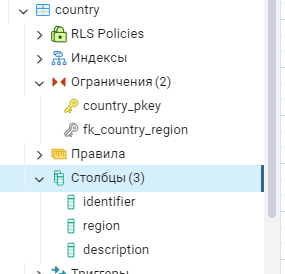 country
RLS Policies
Индексы
Ограничения (2)
country_pkey
fk_country_region
Правила
Столбцы (3)
identifier
region
description
Триггеры